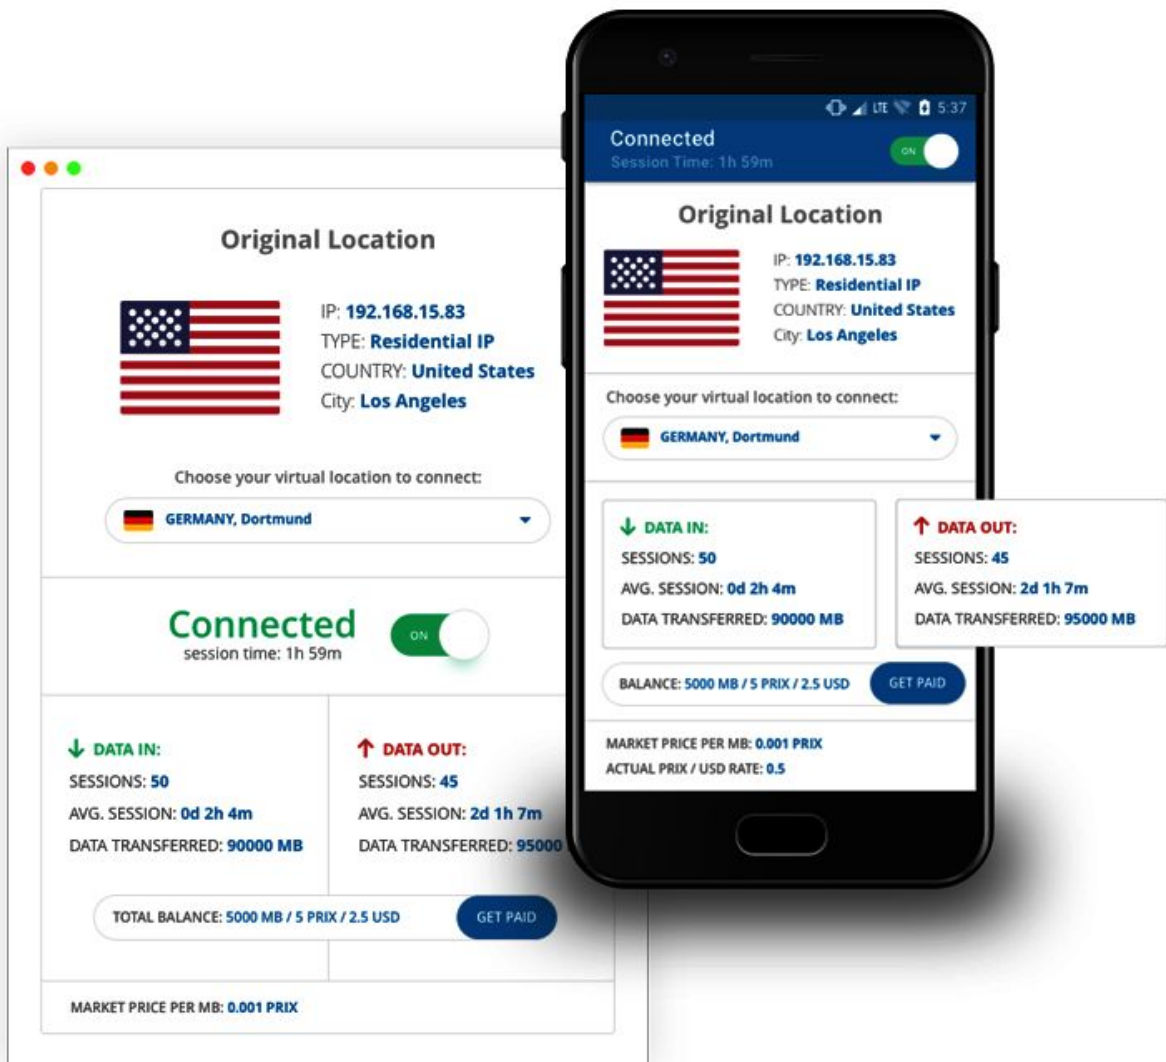 Original Location
IP: 192.168.15.83
TYPE: Residential IP
COUNTRY: United States
City: Los Angeles
Choose your virtual location to connect:
GERMANY, Dortmund
Connected
ON
session time: 1h 59m
DATA IN:
SESSIONS: 50
AVG. SESSION: 0d 2h 4m
DATA TRANSFERRED: 90000 MB
DATA OUT:
SESSIONS: 45
AVG. SESSION: 2d 1h 7m
DATA TRANSFERRED: 95000
TOTAL BALANCE: 5000 MB / 5 PRIX / 2.5 USD
GET PAID
MARKET PRICE PER MB: 0.001 PRIX
LTE 5:37
Connected
Session Time: 1h 59m
ON
Original Location
IP: 192.168.15.83
TYPE: Residential IP
COUNTRY: United States
City: Los Angeles
Choose your virtual location to connect:
GERMANY, Dortmund
DATA IN:
SESSIONS: 50
AVG. SESSION: 0d 2h 4m
DATA TRANSFERRED: 90000 MB
DATA OUT:
SESSIONS: 45
AVG. SESSION: 2d 1h 7m
DATA TRANSFERRED: 95000 MB
BALANCE: 5000 MB / 5 PRIX / 2.5 USD
GET PAID
MARKET PRICE PER MB: 0.001 PRIX
ACTUAL PRIX / USD RATE: 0.5